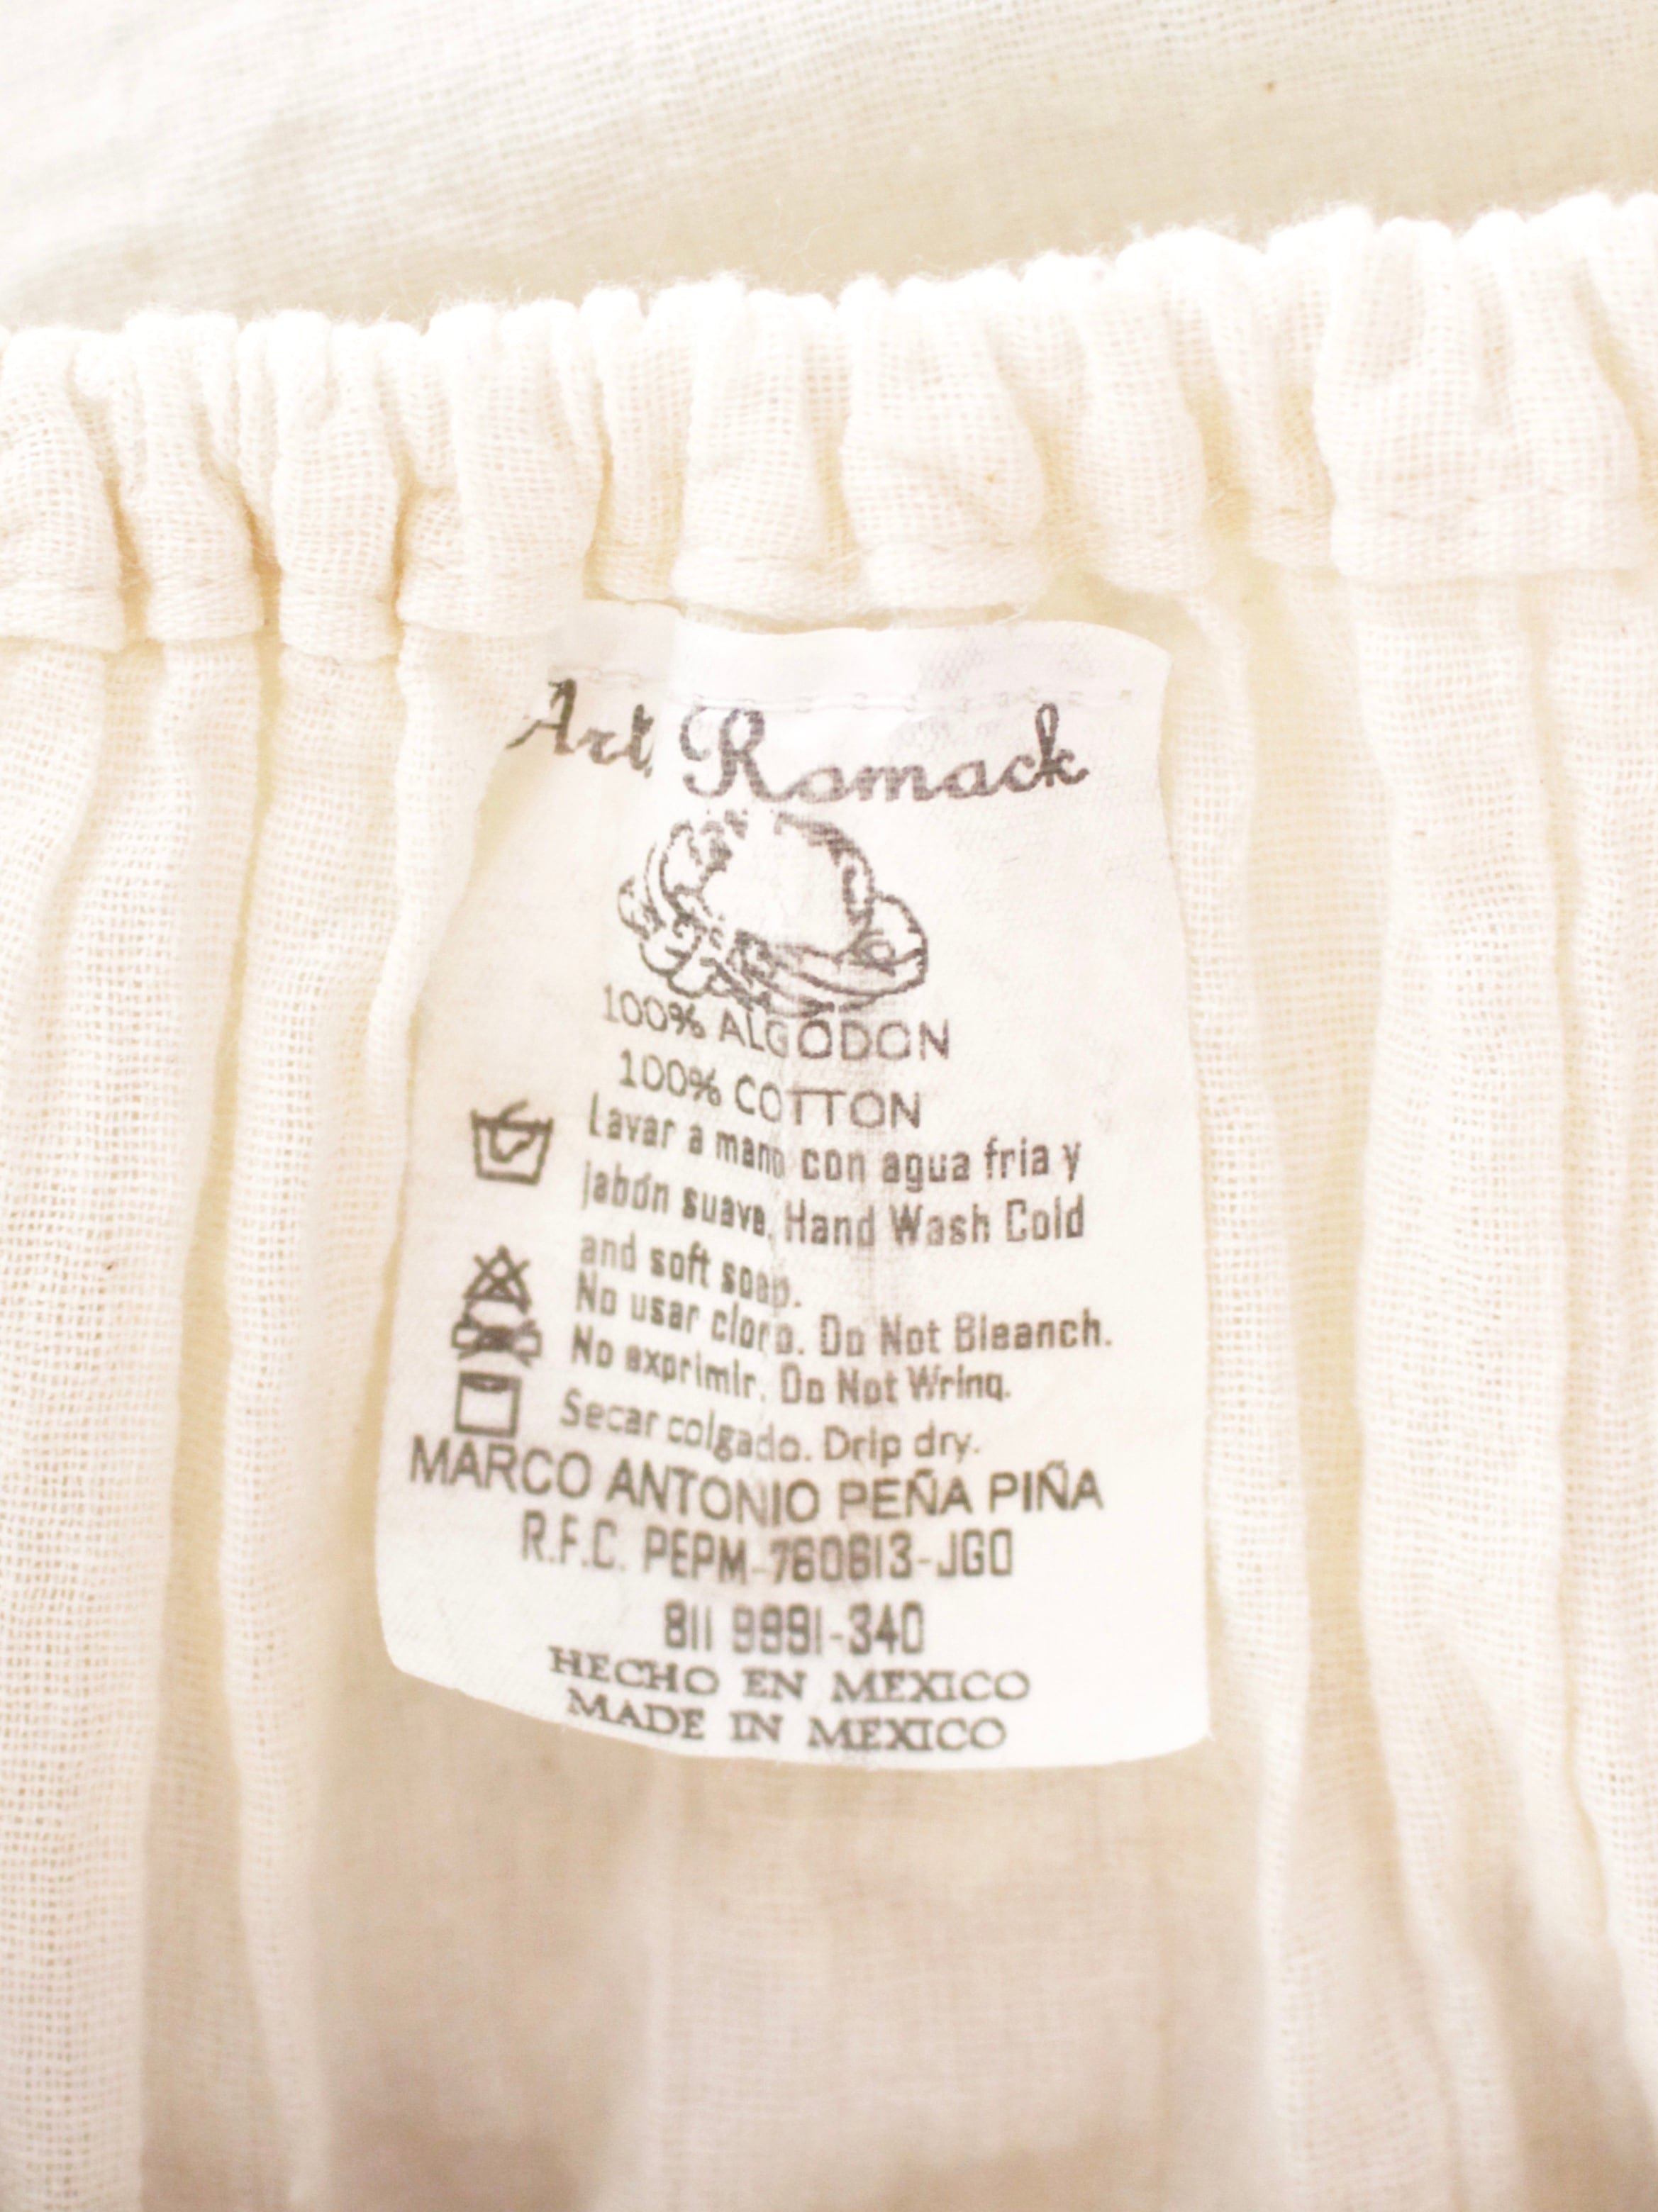 Art Ramack
100% ALGODON
100% COTTON
Lavar a mano con agua fria y
jabón suave. Hand Wash Cold
and soft soap.
No usar cloro. Do Not Bleanch.
No exprimir. Do Not Wring.
Secar colgado. Drip dry.
MARCO ANTONIO PEÑA PIÑA
R.F.C. PEPM-760613-JG0
811 9991-340
HECHO EN MEXICO
MADE IN MEXICO